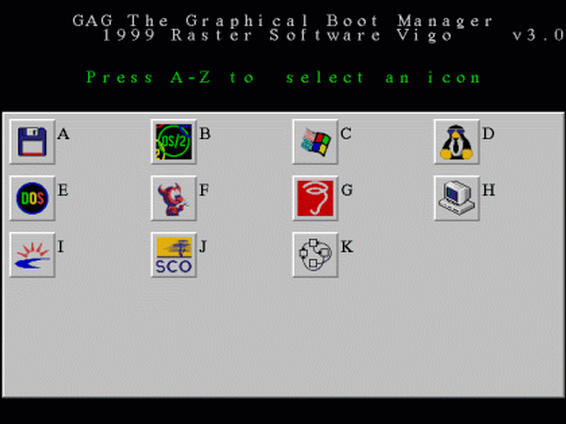 GAG The Graphical Boot Manager
1999 Raster Software Vigo v3.0
Press A-Z to select an icon
A
OS/2 B
C
D
DOS E
F
G
H
I
SCO J
K